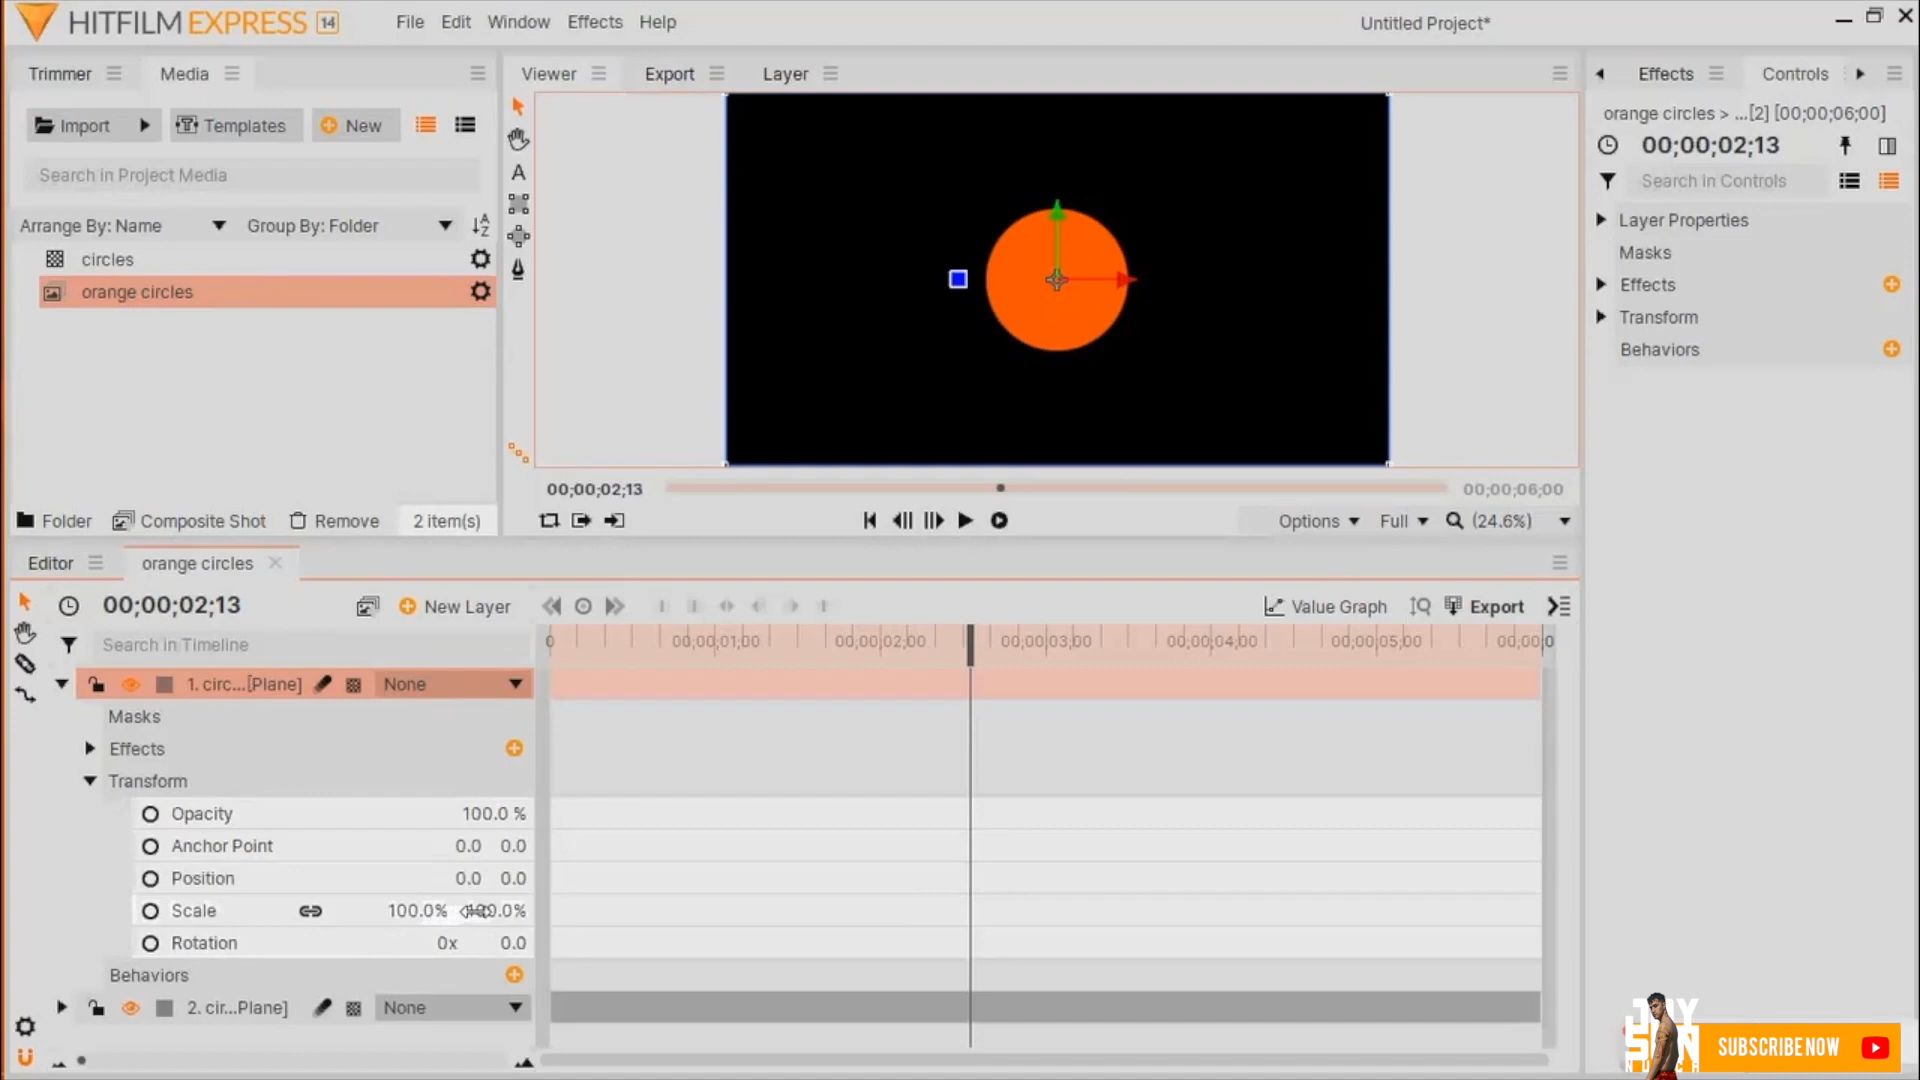 HITFILM EXPRESS 14 File Edit Window Effects Help Untitled Project*
Trimmer Media Viewer Export Layer Effects Controls
Import Templates New
orange circles > ...[2] [00;00;06;00]
00;00;02;13
Search in Project Media
Search in Controls
Arrange By: Name Group By: Folder
Layer Properties
circles
Masks
orange circles
Effects
Transform
Behaviors
00;00;02;13 00;00;06;00
Folder Composite Shot Remove 2 item(s) Options Full (24.6%)
Editor orange circles
00;00;02;13 New Layer Value Graph Export
Search in Timeline 0 00;00;01;00 00;00;02;00 00;00;03;00 00;00;04;00 00;00;05;00 00;00;0
1. circ...[Plane] None
Masks
Effects
Transform
Opacity 100.0 %
Anchor Point 0.0 0.0
Position 0.0 0.0
Scale 100.0%
Rotation 0x 0.0
Behaviors
2. cir...Plane] None
A
SUBSCRIBE NOW